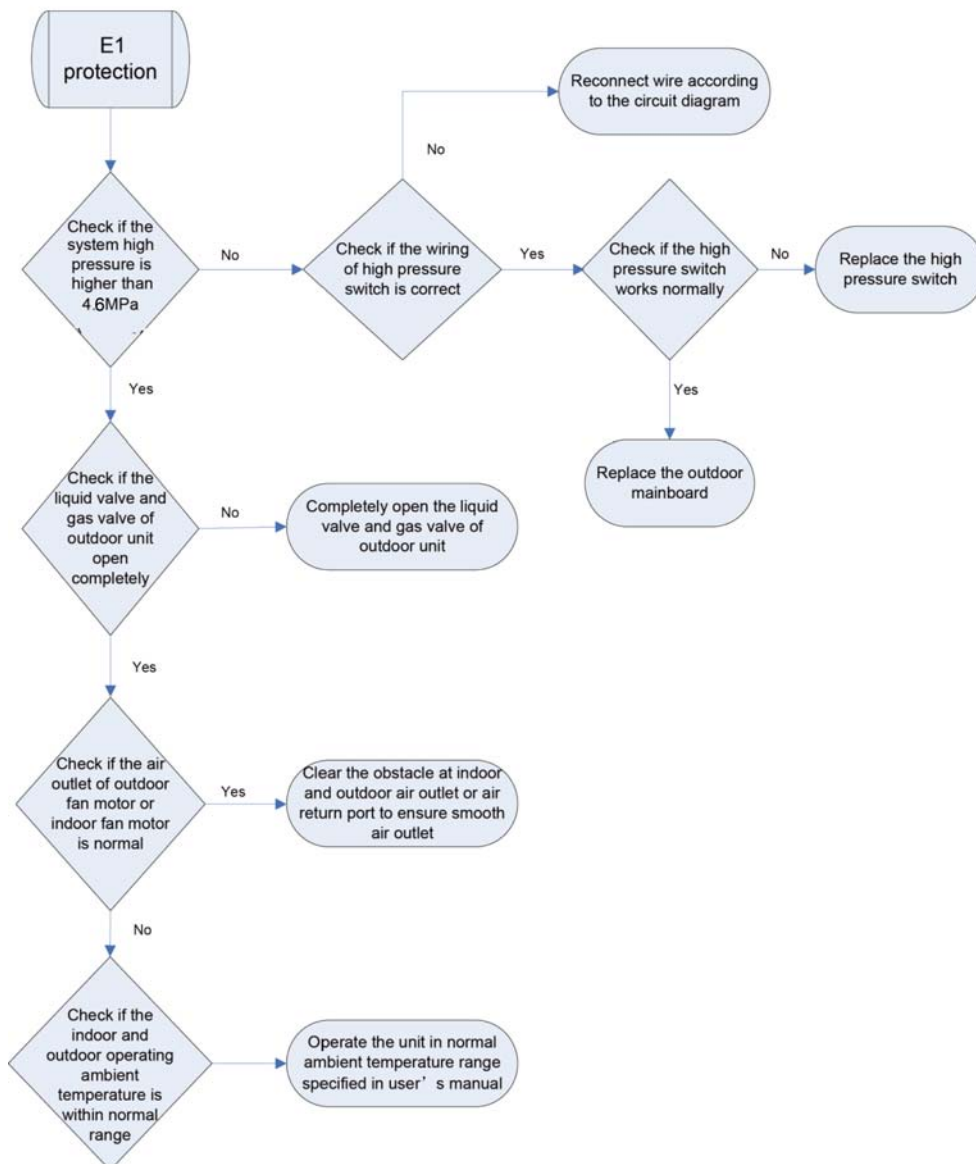 E1
protection
Reconnect wire according
to the circuit diagram
No
Check if the
system high
pressure is
higher than
4.6MPa
No
Check if the wiring
of high pressure
switch is correct
Yes
Check if the high
pressure switch
works normally
No
Replace the high
pressure switch
Yes
Yes
Replace the outdoor
mainboard
Check if the
liquid valve and
gas valve of
outdoor unit
open
completely
No
Completely open the liquid
valve and gas valve of
outdoor unit
Yes
Check if the air
outlet of outdoor
fan motor or
indoor fan motor
is normal
Yes
Clear the obstacle at indoor
and outdoor air outlet or air
return port to ensure smooth
air outlet
No
Check if the
indoor and
outdoor operating
ambient
temperature is
within normal
range
Operate the unit in normal
ambient temperature range
specified in user’s manual